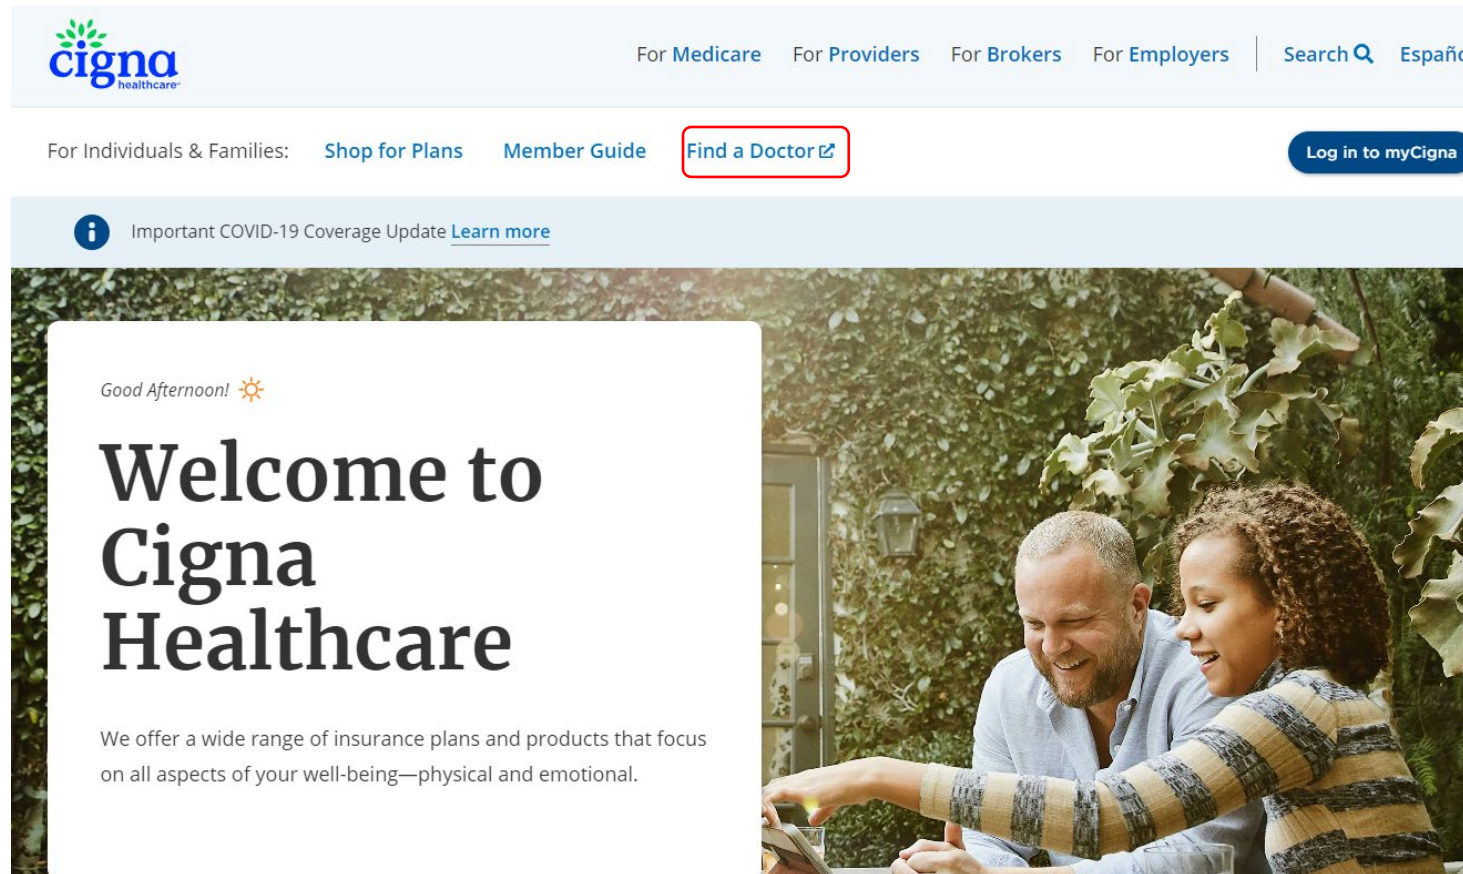 cigna
healthcare
For Medicare For Providers For Brokers For Employers Search Españo
For Individuals & Families: Shop for Plans Member Guide Find a Doctor Log in to myCigna
Important COVID-19 Coverage Update Learn more
Good Afternoon!
Welcome to
Cigna
Healthcare
We offer a wide range of insurance plans and products that focus
on all aspects of your well-being—physical and emotional.